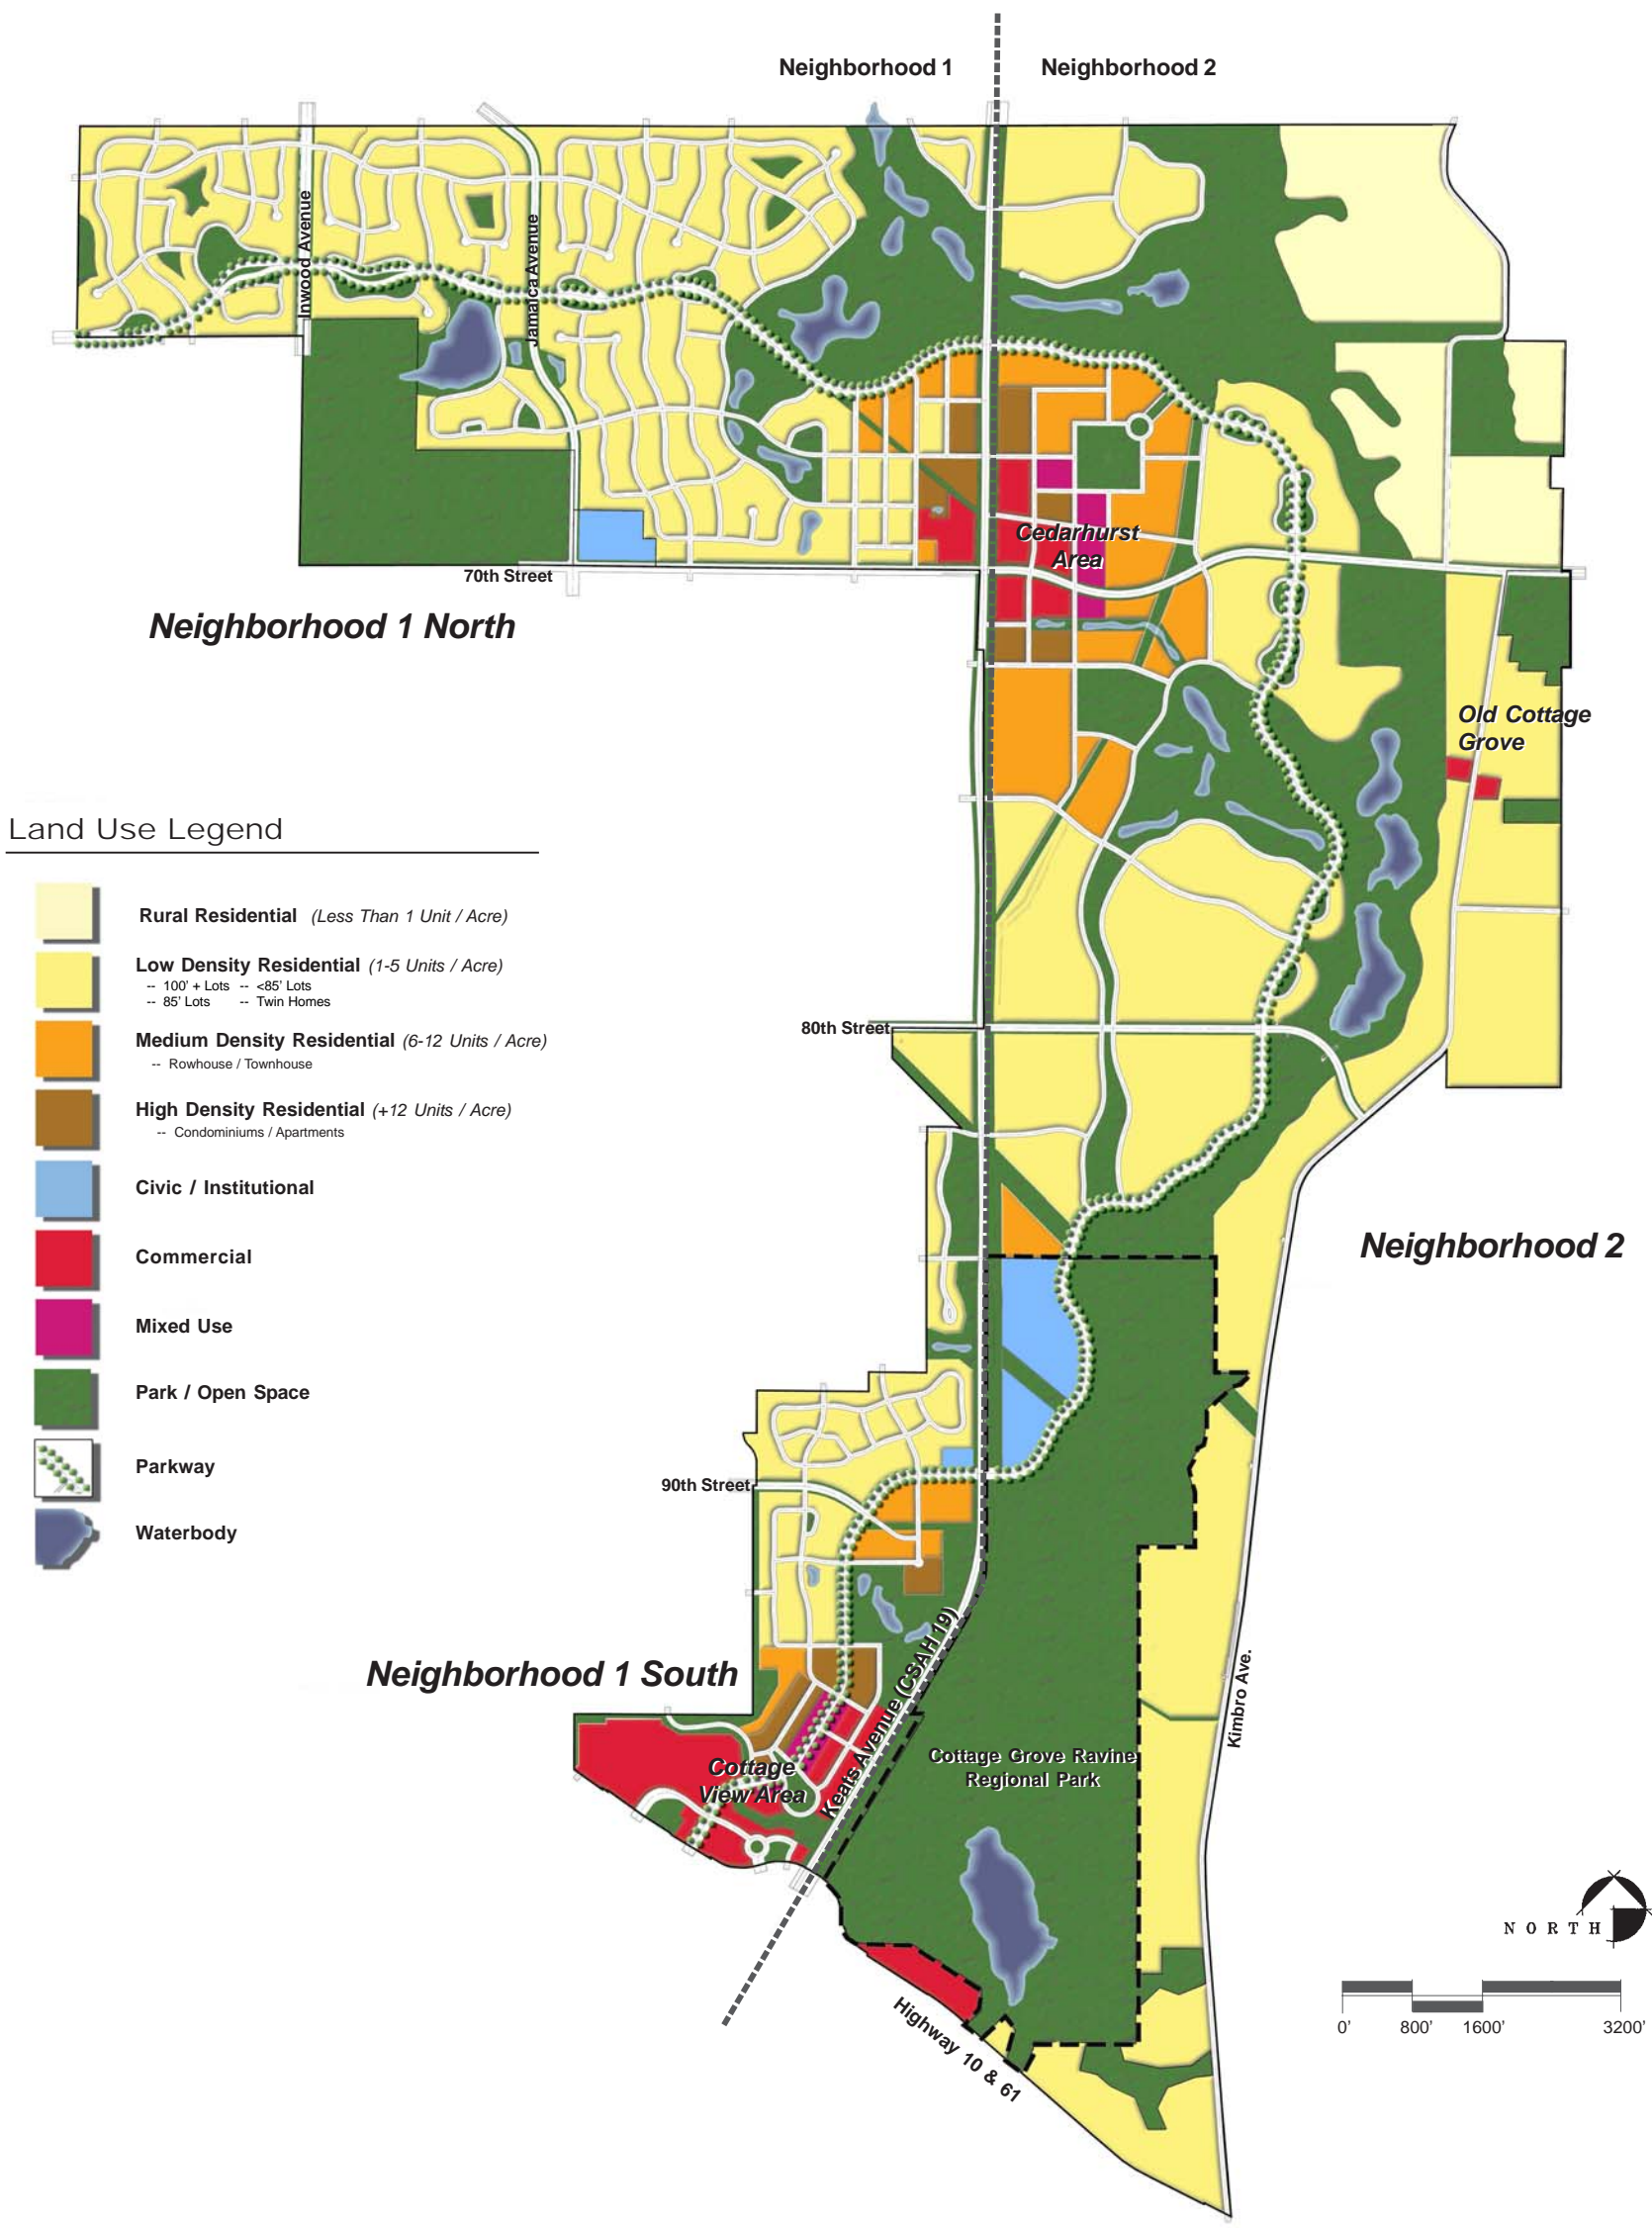 Neighborhood 1
Neighborhood 2
Inwood Avenue
Jamaica Avenue
Cedarhurst
Area
70th Street
Neighborhood 1 North
Old Cottage
Grove
Land Use Legend
Rural Residential (Less Than 1 Unit / Acre)
Low Density Residential (1-5 Units / Acre)
-- 100' + Lots -- <85' Lots
-- 85' Lots -- Twin Homes
Medium Density Residential (6-12 Units / Acre)
-- Rowhouse / Townhouse
High Density Residential (+12 Units / Acre)
-- Condominiums / Apartments
Civic / Institutional
Commercial
Mixed Use
Park / Open Space
Parkway
Waterbody
80th Street
Neighborhood 2
90th Street
Neighborhood 1 South
Keats Avenue (CSAH 19)
Kimbro Ave.
Cottage
View Area
Cottage Grove Ravine
Regional Park
Highway 10 & 61
NORTH
0' 800' 1600' 3200'